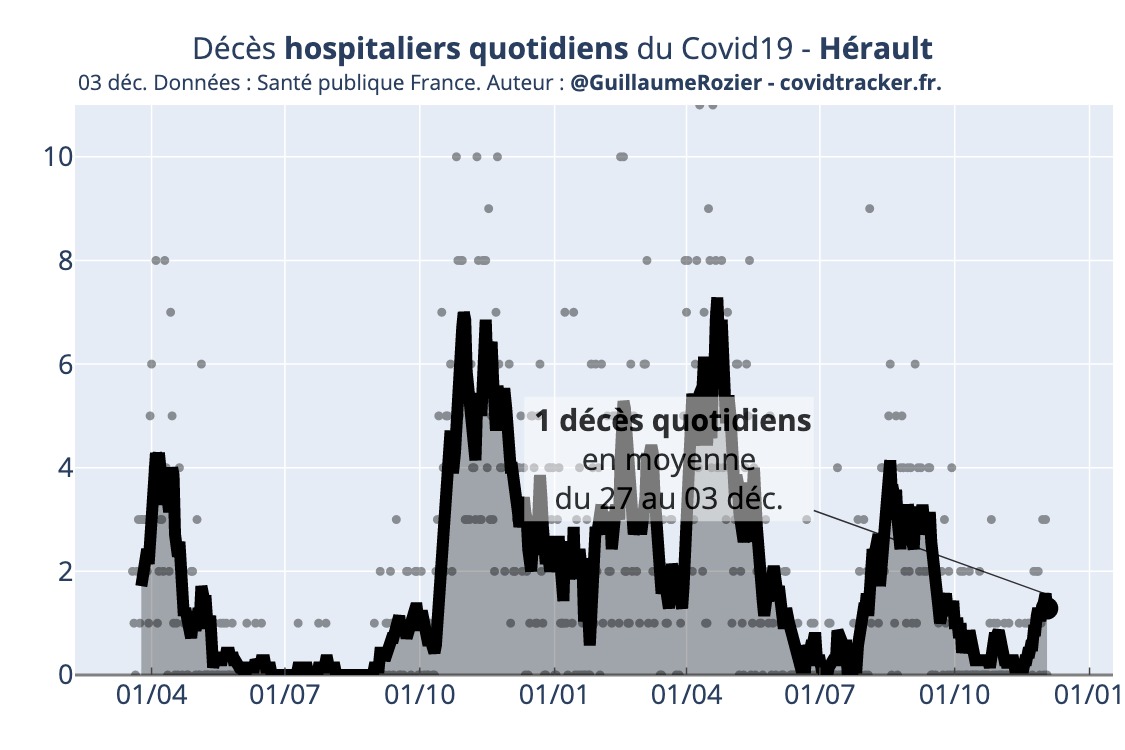 Décès hospitaliers quotidiens du Covid19 - Hérault
03 déc. Données : Santé publique France. Auteur : @GuillaumeRozier - covidtracker.fr.
10
8
6
4
2
0
1 décès quotidiens
en moyenne
du 27 au 03 déc.
01/04 01/07 01/10 01/01 01/04 01/07 01/10 01/01